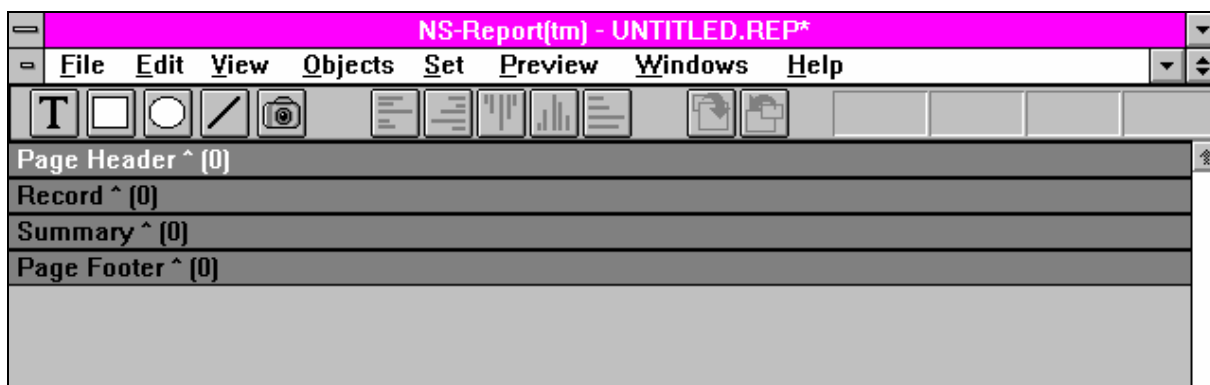 NS-Report(tm) - UNTITLED.REP*
File Edit View Objects Set Preview Windows Help
T
Page Header ^ (0)
Record ^ (0)
Summary ^ (0)
Page Footer ^ (0)